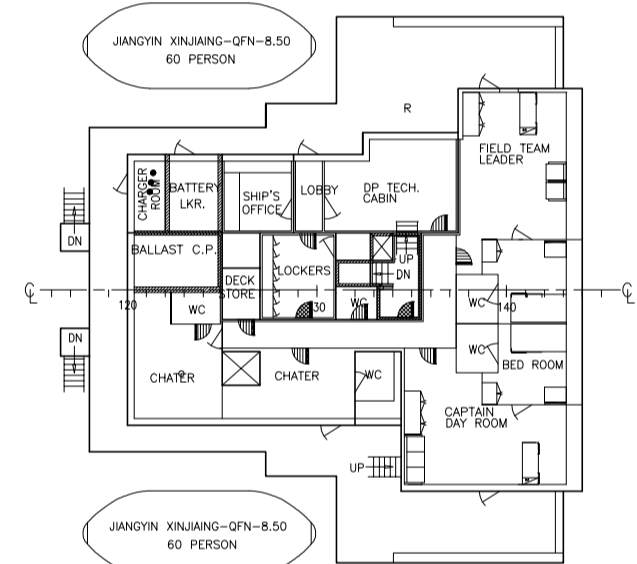 JIANGYIN XINJIAING-QFN-8.50
60 PERSON
R
FIELD TEAM
LEADER
CHARGER
ROOM
BATTERY
LKR.
SHIP'S
OFFICE
LOBBY
DP TECH.
CABIN
DN
BALLAST C.P.
UP
DN
LOCKERS
DECK
STORE
120
WC
130
WC
WC
140
DN
WC
BED ROOM
CHATER
CHATER
WC
CAPTAIN
DAY ROOM
UP
JIANGYIN XINJIAING-QFN-8.50
60 PERSON